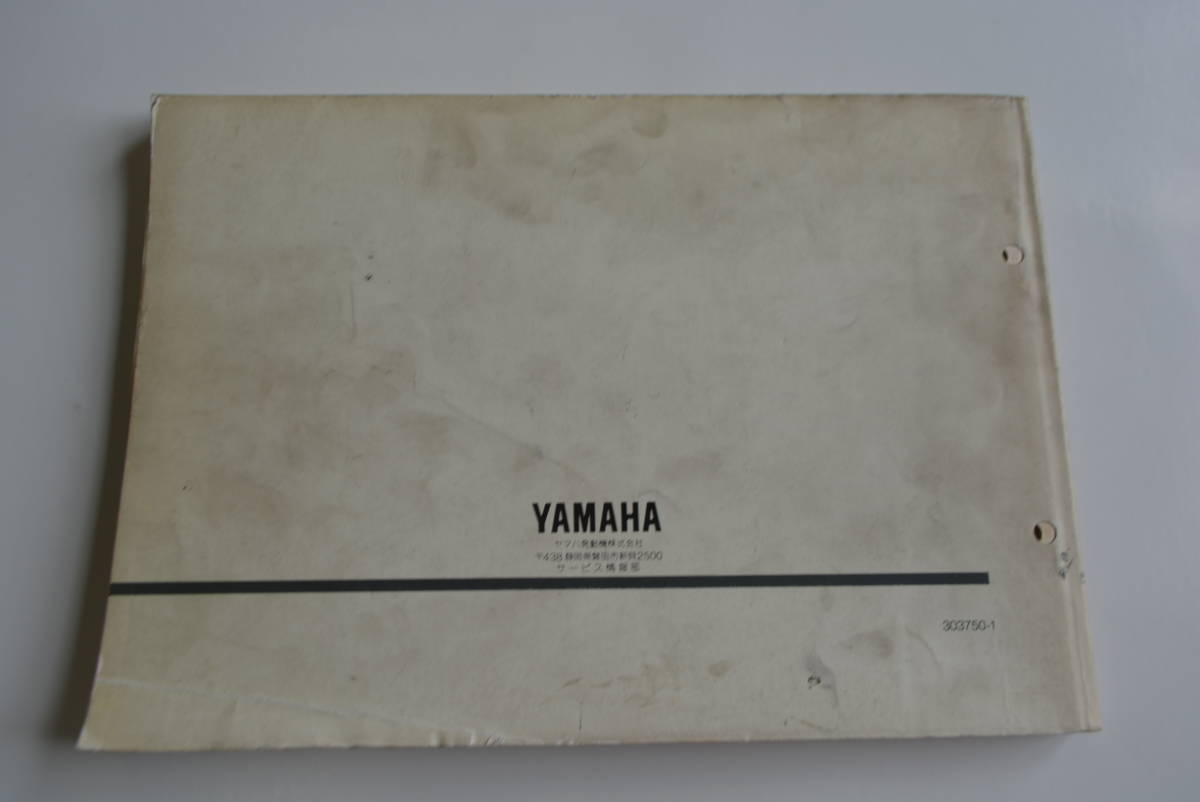 YAMAHA
ヤマハ発動機株式会社
〒438 静岡県磐田市新貝2500
サービス情報部
303750-1